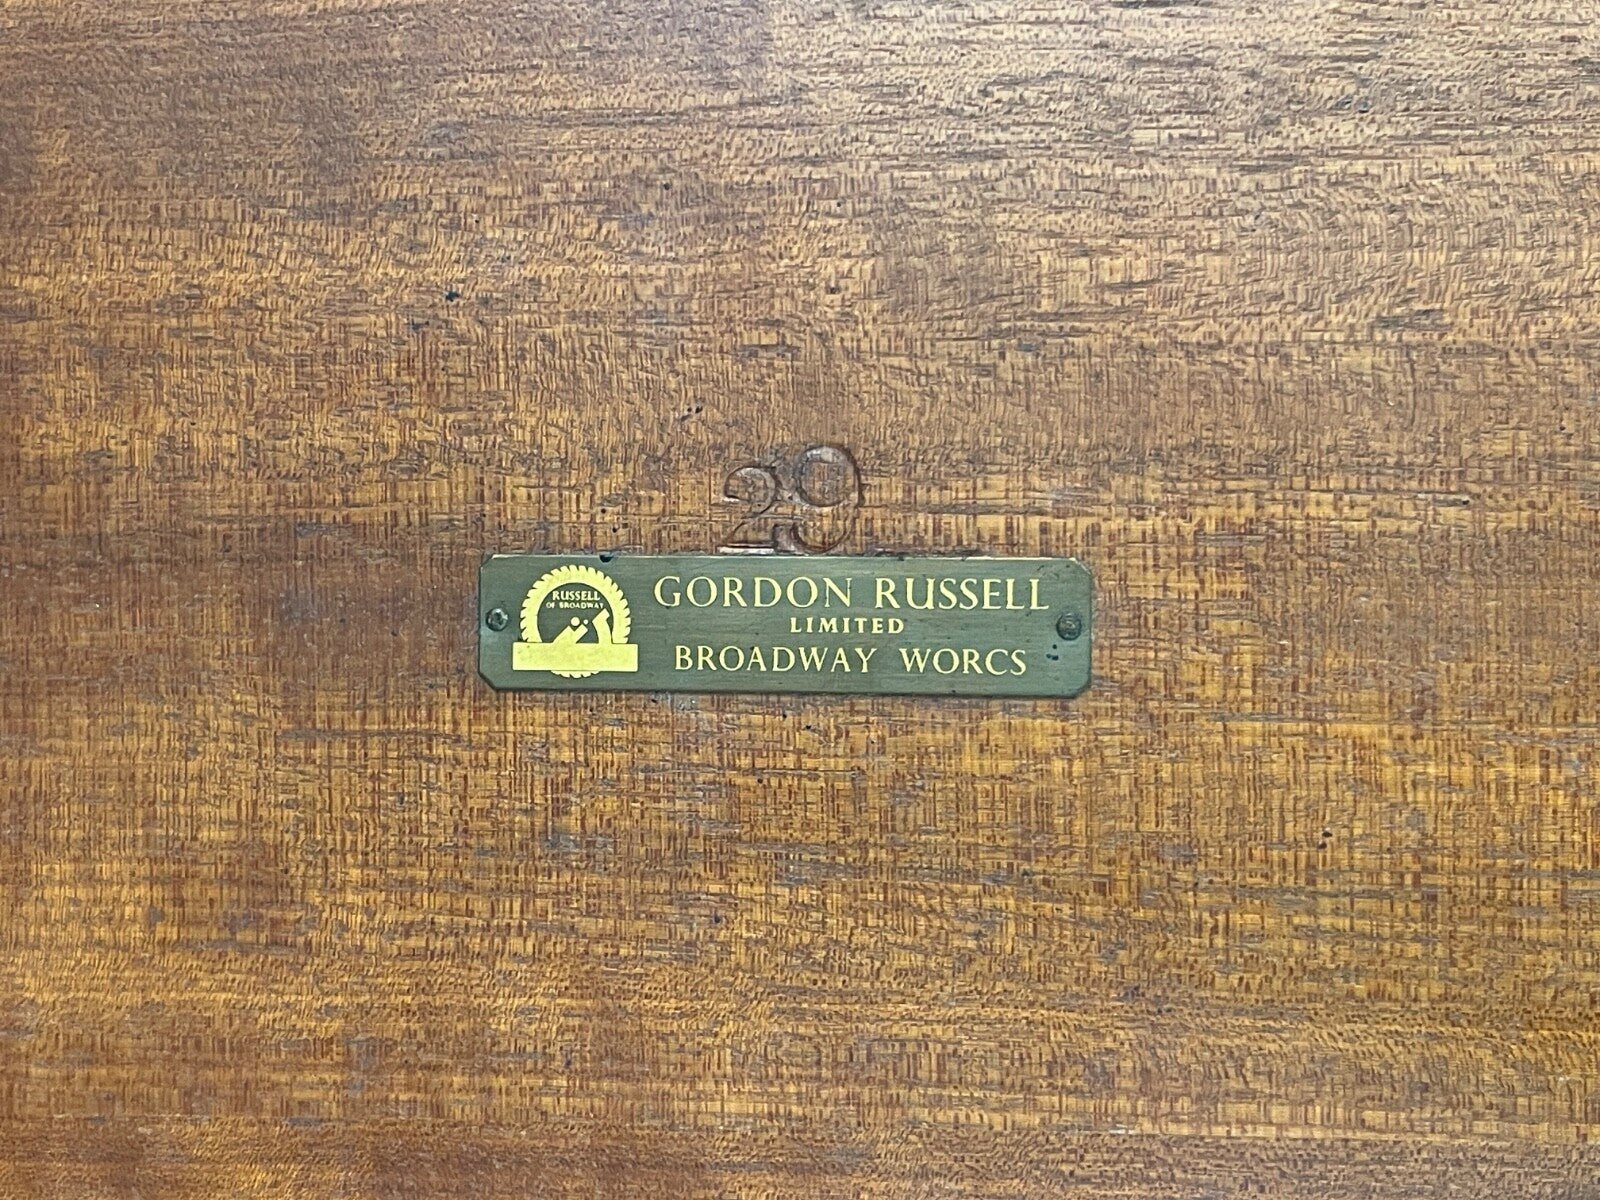 29
RUSSELL
OF BROADWAY
GORDON RUSSELL
LIMITED
BROADWAY WORCS